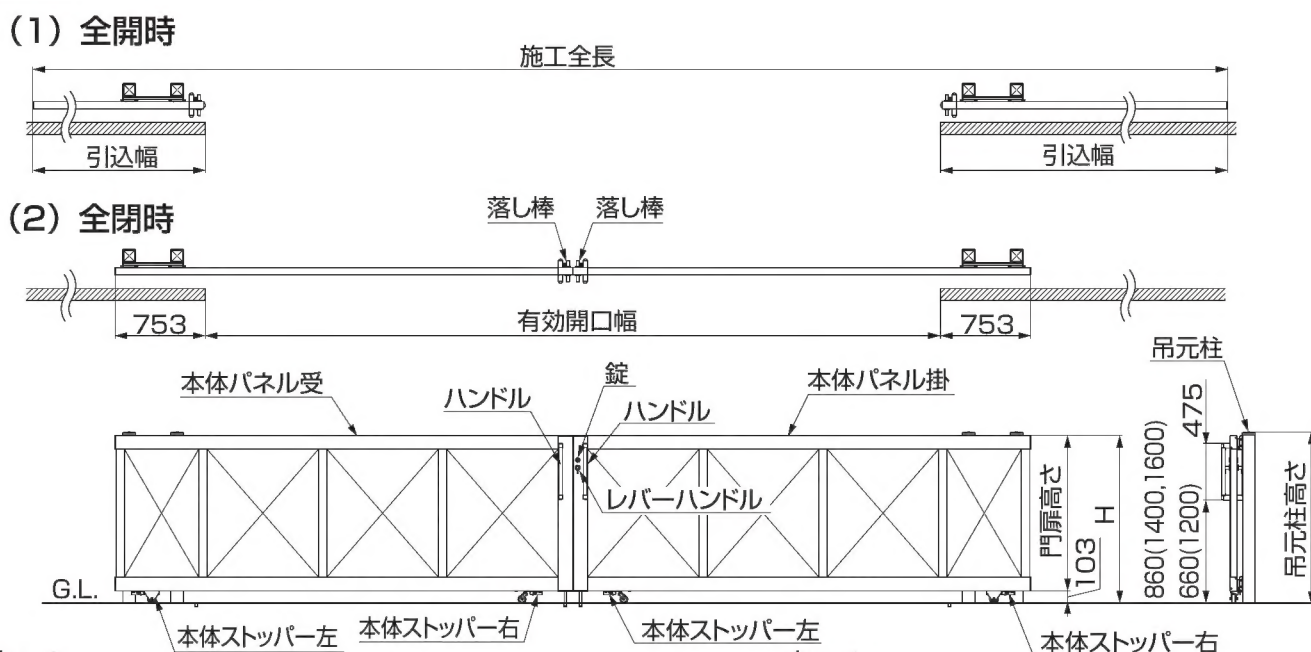 (1) 全開時
施工全長
引込幅
引込幅
(2) 全閉時
落し棒
落し棒
753
有効開口幅
753
吊元柱
本体パネル受
ハンドル
錠
ハンドル
本体パネル掛
レバーハンドル
門扉高さ
103
H
860(1400,1600)
660(1200)
475
吊元柱高さ
G.L.
本体ストッパー左
本体ストッパー右
本体ストッパー左
本体ストッパー右